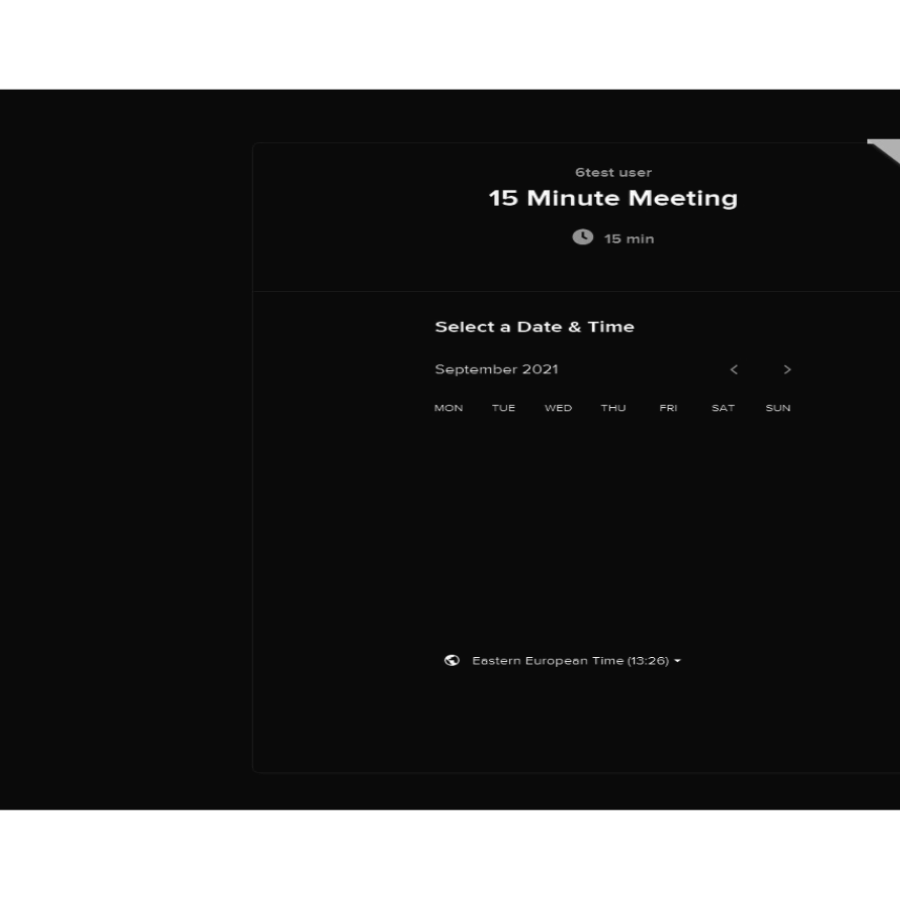 6test user
15 Minute Meeting
15 min
Select a Date & Time
September 2021
MON TUE WED THU FRI SAT SUN
Eastern European Time (13:26)